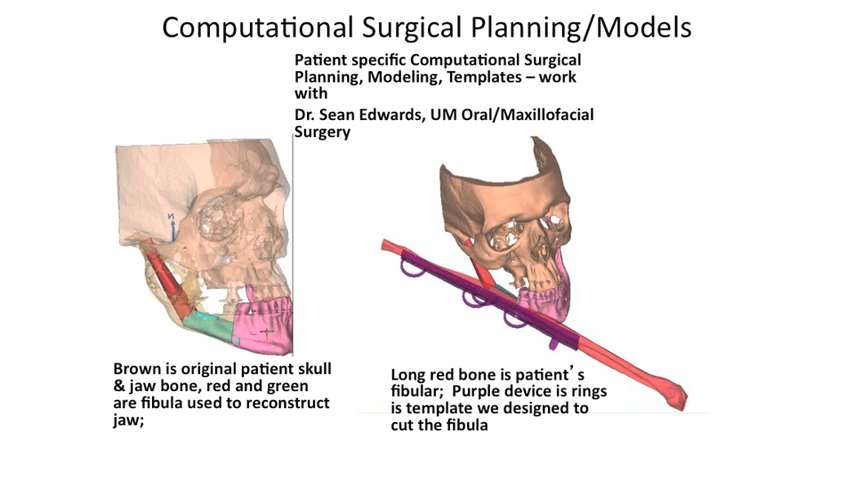 Computational Surgical Planning/Models
Patient specific Computational Surgical
Planning, Modeling, Templates – work
with
Dr. Sean Edwards, UM Oral/Maxillofacial
Surgery
Brown is original patient skull
& jaw bone, red and green
are fibula used to reconstruct
jaw;
Long red bone is patient’ s
fibular;  Purple device is rings
is template we designed to
cut the fibula